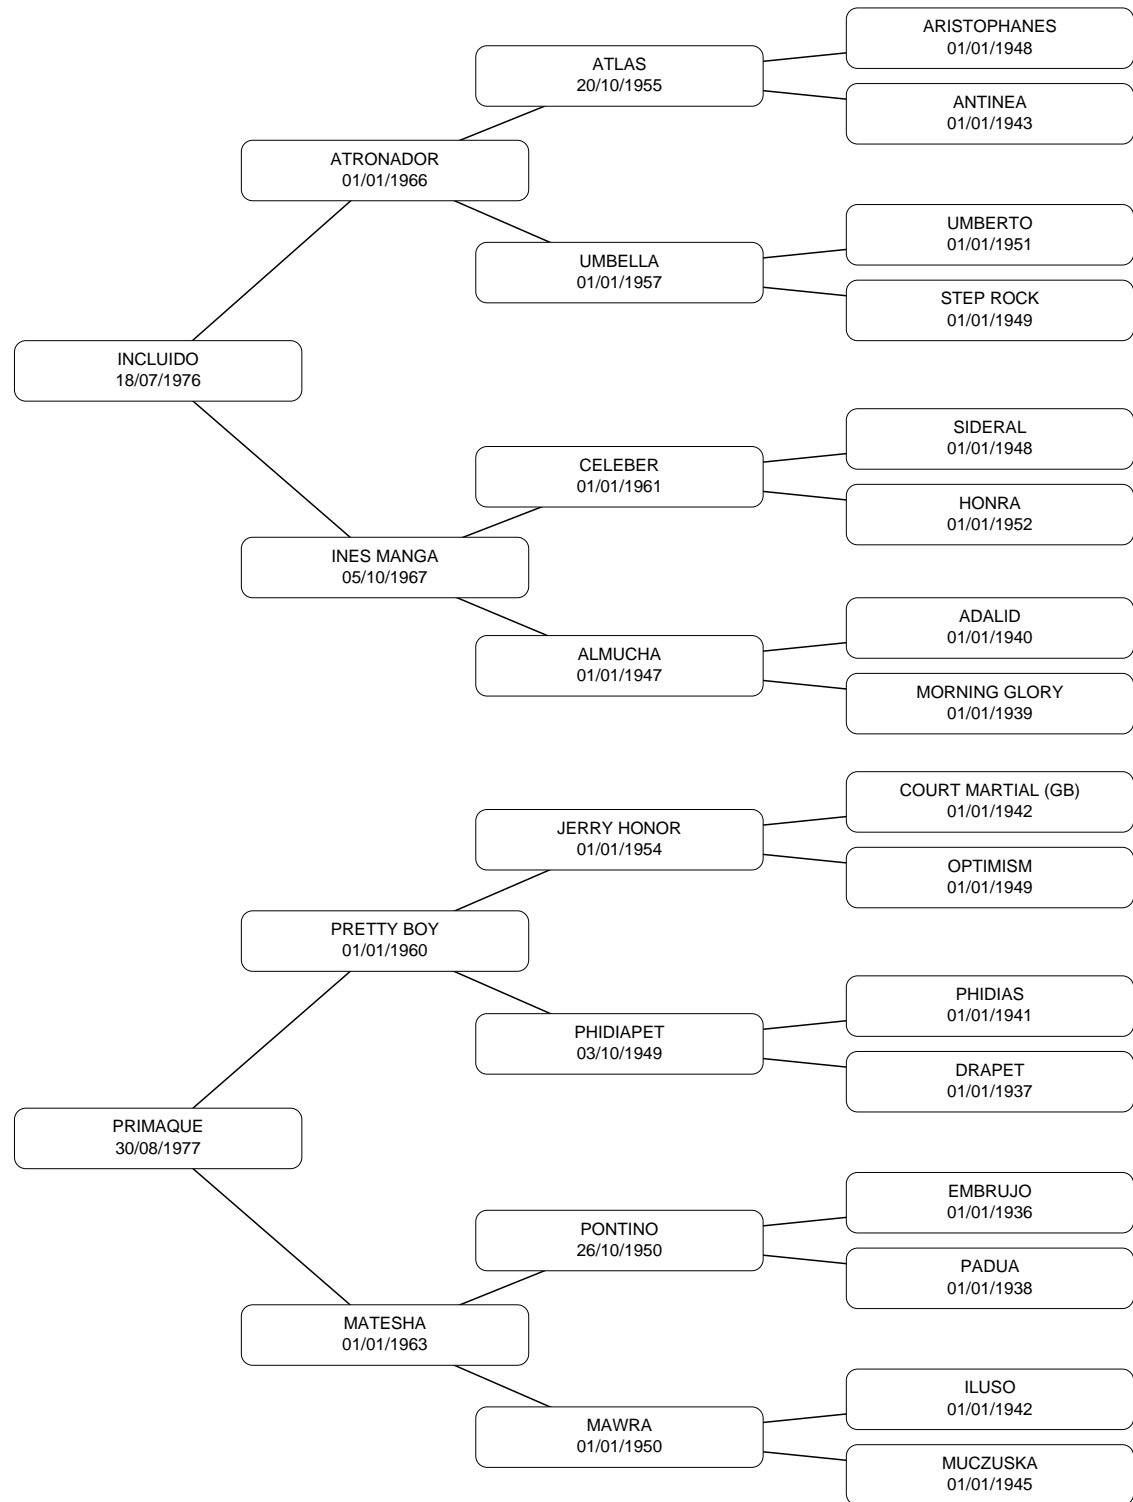 ARISTOPHANES
01/01/1948
ATLAS
20/10/1955
ANTINEA
01/01/1943
ATRONADOR
01/01/1966
UMBERTO
01/01/1951
UMBELLA
01/01/1957
STEP ROCK
01/01/1949
INCLUIDO
18/07/1976
SIDERAL
01/01/1948
CELEBER
01/01/1961
HONRA
01/01/1952
INES MANGA
05/10/1967
ADALID
01/01/1940
ALMUCHA
01/01/1947
MORNING GLORY
01/01/1939
COURT MARTIAL (GB)
01/01/1942
JERRY HONOR
01/01/1954
OPTIMISM
01/01/1949
PRETTY BOY
01/01/1960
PHIDIAS
01/01/1941
PHIDIAPET
03/10/1949
DRAPET
01/01/1937
PRIMAQUE
30/08/1977
EMBRUJO
01/01/1936
PONTINO
26/10/1950
PADUA
01/01/1938
MATESHA
01/01/1963
ILUSO
01/01/1942
MAWRA
01/01/1950
MUCZUSKA
01/01/1945